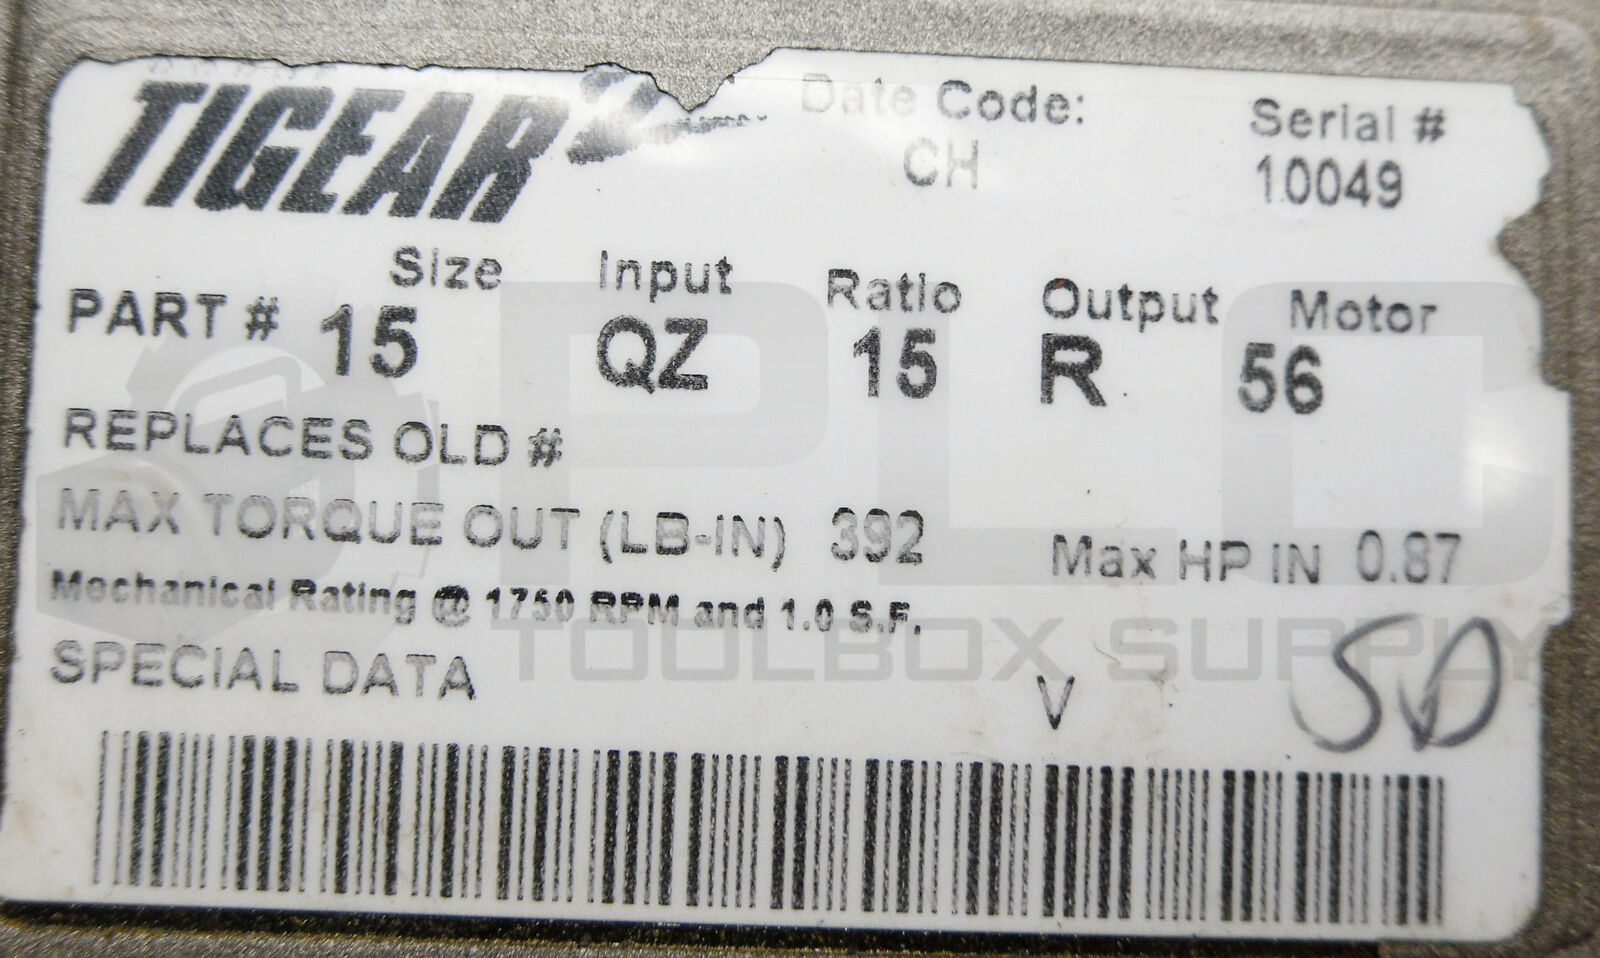 TIGEAR 2
Date Code: Serial #
CH 10049
Size Input Ratio Output Motor
PART # 15 QZ 15 R 56
REPLACES OLD #
MAX TORQUE OUT (LB-IN) 392 Max HP IN 0.87
Mechanical Rating @ 1750 RPM and 1.0 S.F.
SPECIAL DATA
V
SD
PLC
TOOLBOX SUPPLY